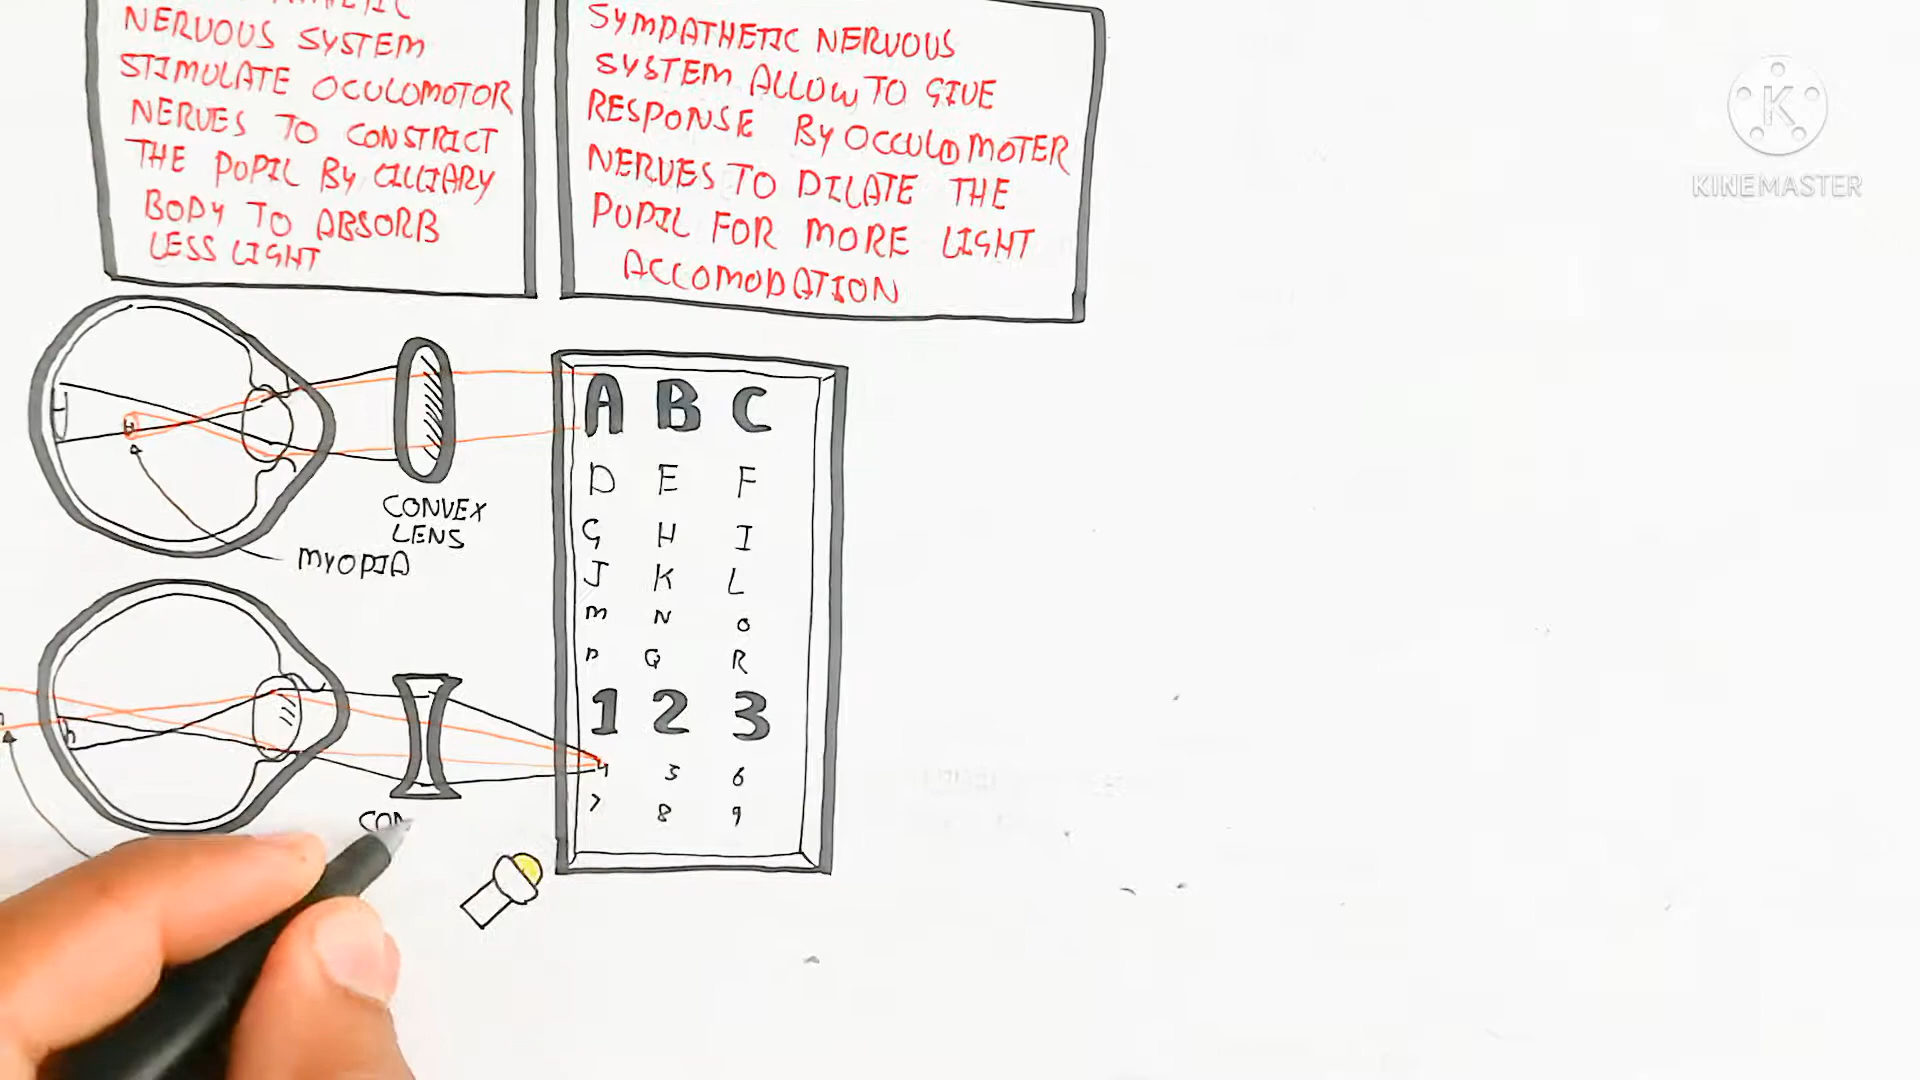 NERVOUS SYSTEM
STIMULATE OCULOMOTOR
NERVES TO CONSTRICT
THE PUPIL BY CILLIARY
BODY TO ABSORB
LESS LIGHT
SYMPATHETIC NERVOUS
SYSTEM ALLOW TO GIVE
RESPONSE BY OCCULOMOTER
NERVES TO DILATE THE
PUPIL FOR MORE LIGHT
ACCOMODATION
K
KINEMASTER
H
H
CONVEX
LENS
MYOPIA
A B C
D E F
G H I
J K L
M N O
P Q R
1 2 3
4 5 6
7 8 9
CON